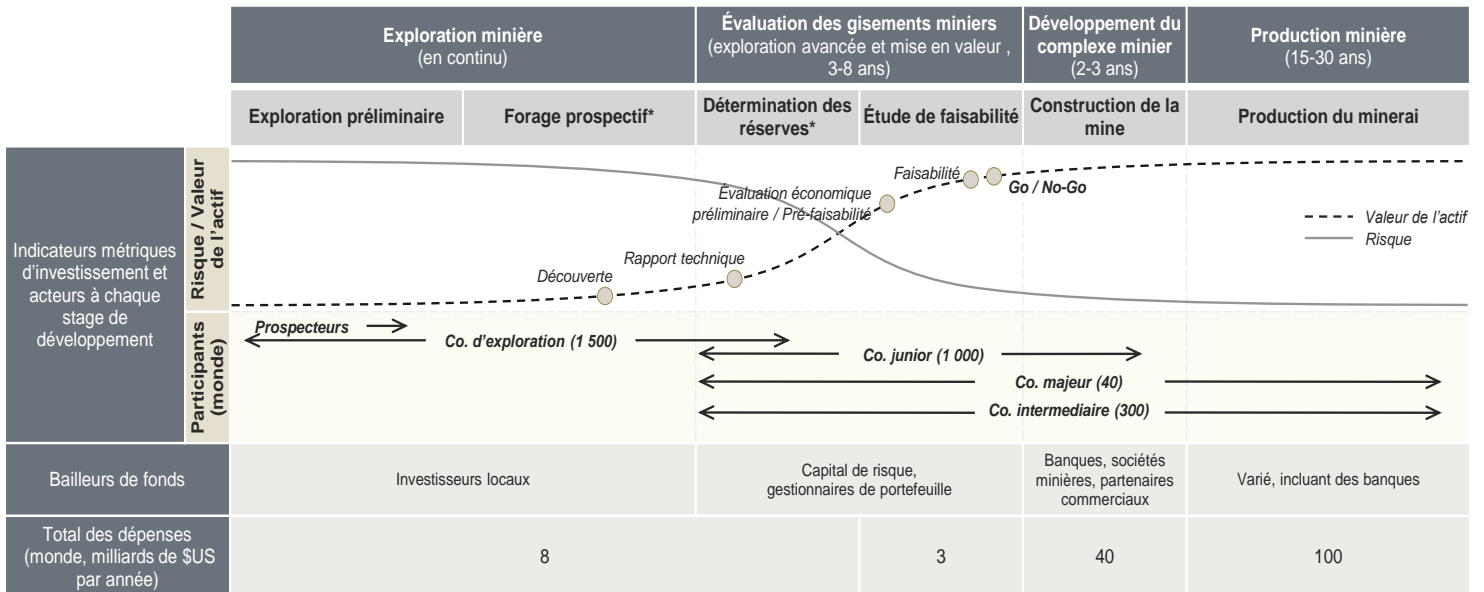 Exploration minière
(en continu)
Évaluation des gisements miniers
(exploration avancée et mise en valeur ,
3-8 ans)
Développement du
complexe minier
(2-3 ans)
Production minière
(15-30 ans)
Exploration préliminaire
Forage prospectif*
Détermination des
réserves*
Étude de faisabilité
Construction de la
mine
Production du minerai
Indicateurs métriques
d'investissement et
acteurs à chaque
stage de
développement
Risque / Valeur
de l'actif
Découverte
Rapport technique
Évaluation économique
préliminaire / Pré-faisabilité
Faisabilité
Go / No-Go
Valeur de l'actif
Risque
Participants
(monde)
Prospecteurs
Co. d'exploration (1 500)
Co. junior (1 000)
Co. majeur (40)
Co. intermediaire (300)
Bailleurs de fonds
Investisseurs locaux
Capital de risque,
gestionnaires de portefeuille
Banques, sociétés
minières, partenaires
commerciaux
Varié, incluant des banques
Total des dépenses
(monde, milliards de $US
par année)
8
3
40
100